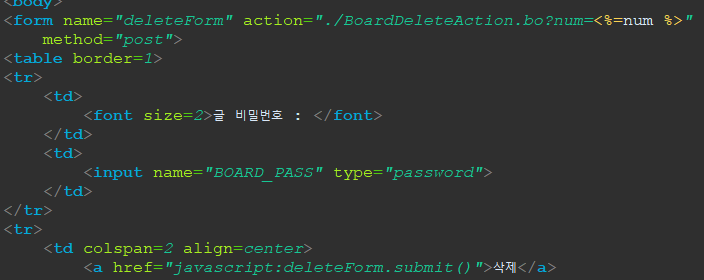 <body>
<form name="deleteForm" action="./BoardDeleteAction.bo?num=<%=num %>"
method="post">
<table border=1>
<tr>
<td>
<font size=2>글 비밀번호 : </font>
</td>
<td>
<input name="BOARD_PASS" type="password">
</td>
</tr>
<tr>
<td colspan=2 align=center>
<a href="javascript:deleteForm.submit()">삭제</a>